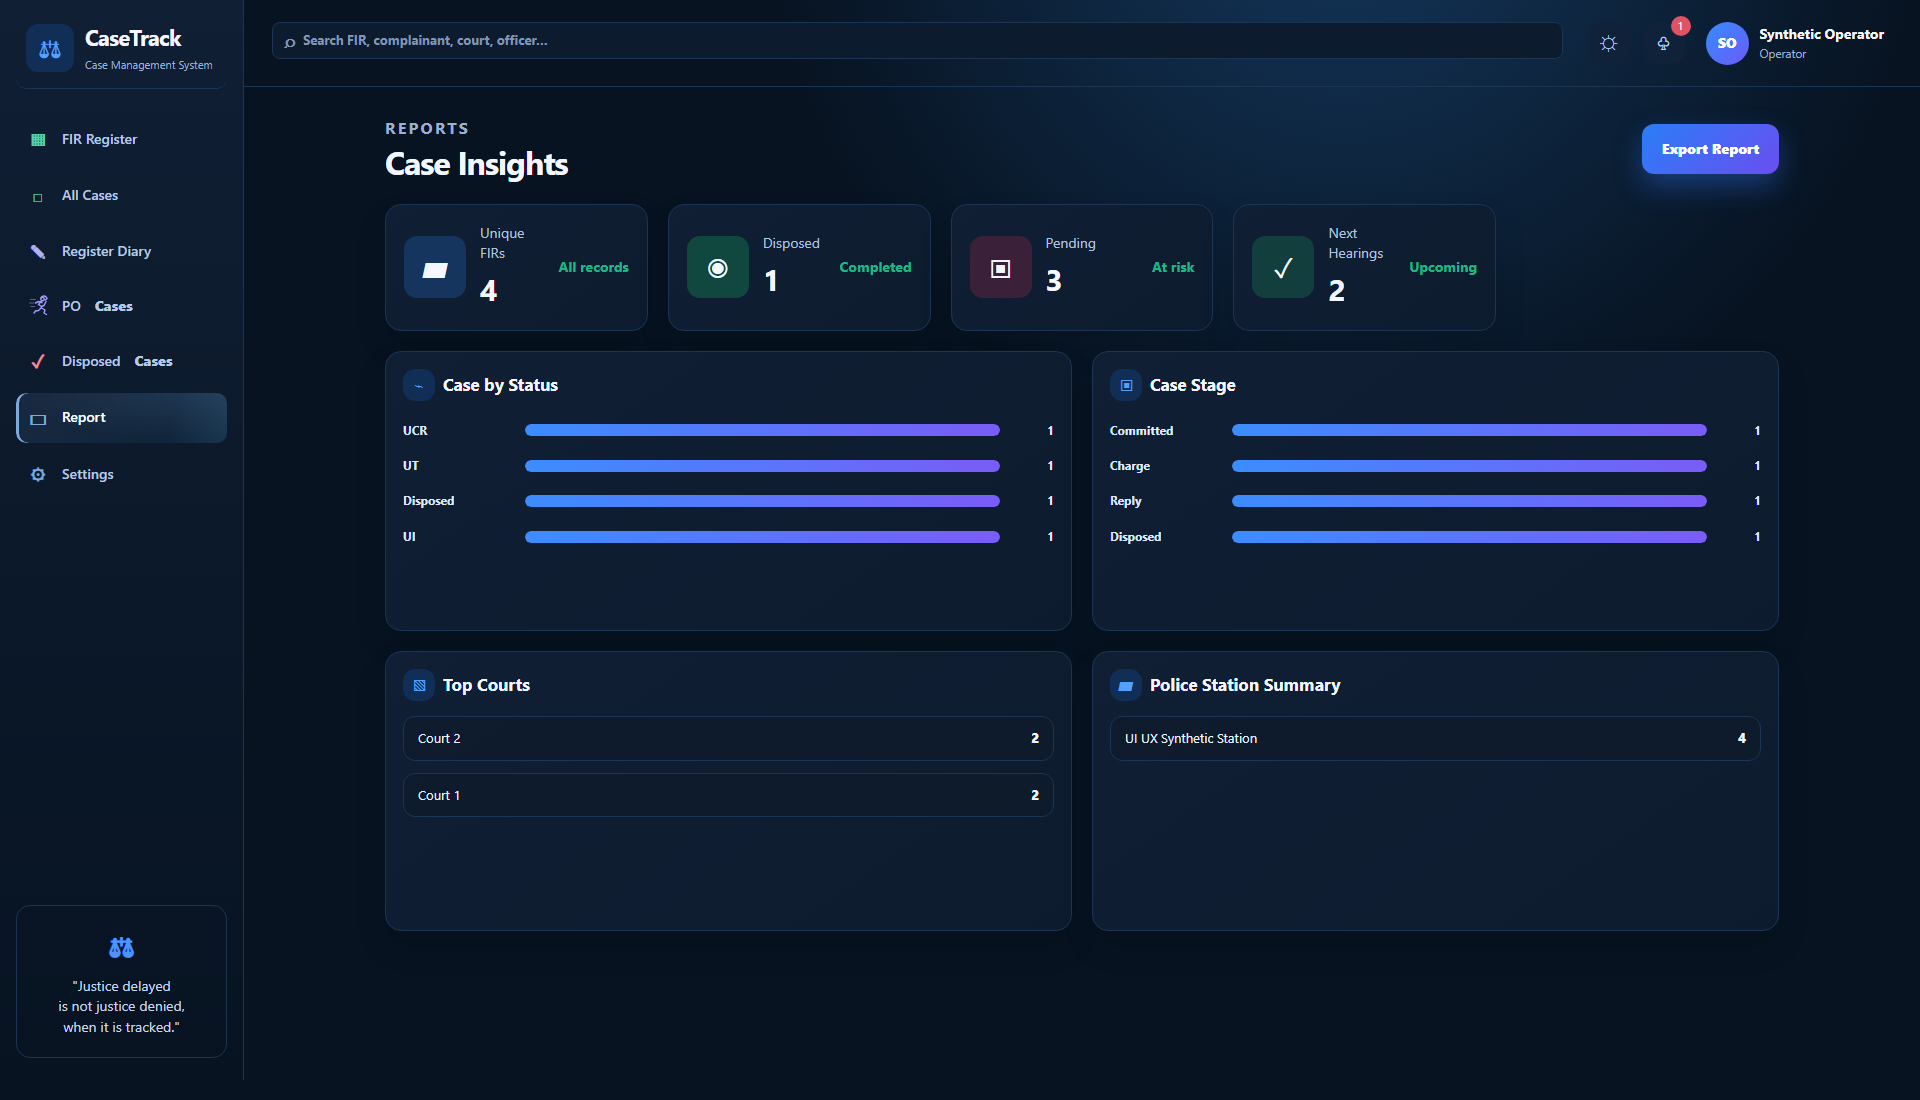 CaseTrack
Case Management System
Search FIR, complainant, court, officer...
1
SO
Synthetic Operator
Operator
FIR Register
All Cases
Register Diary
PO Cases
Disposed Cases
Report
Settings
"Justice delayed
is not justice denied,
when it is tracked."
REPORTS
Case Insights
Export Report
Unique
FIRs
4
All records
Disposed
1
Completed
Pending
3
At risk
Next
Hearings
2
Upcoming
Case by Status
UCR 1
UT 1
Disposed 1
UI 1
Case Stage
Committed 1
Charge 1
Reply 1
Disposed 1
Top Courts
Court 2 2
Court 1 2
Police Station Summary
UI UX Synthetic Station 4